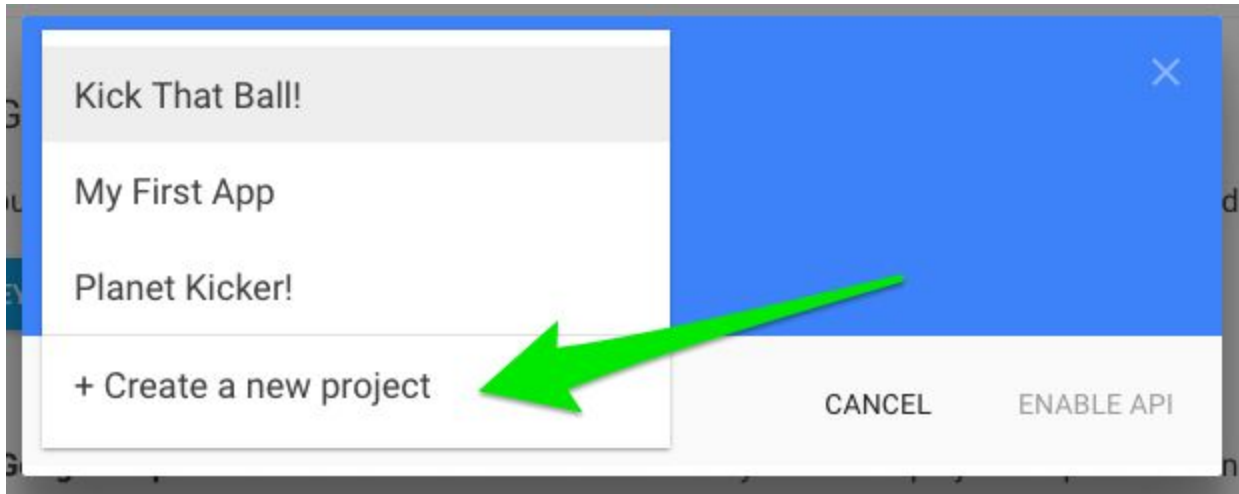 Kick That Ball!
My First App
Planet Kicker!
+ Create a new project
CANCEL ENABLE API